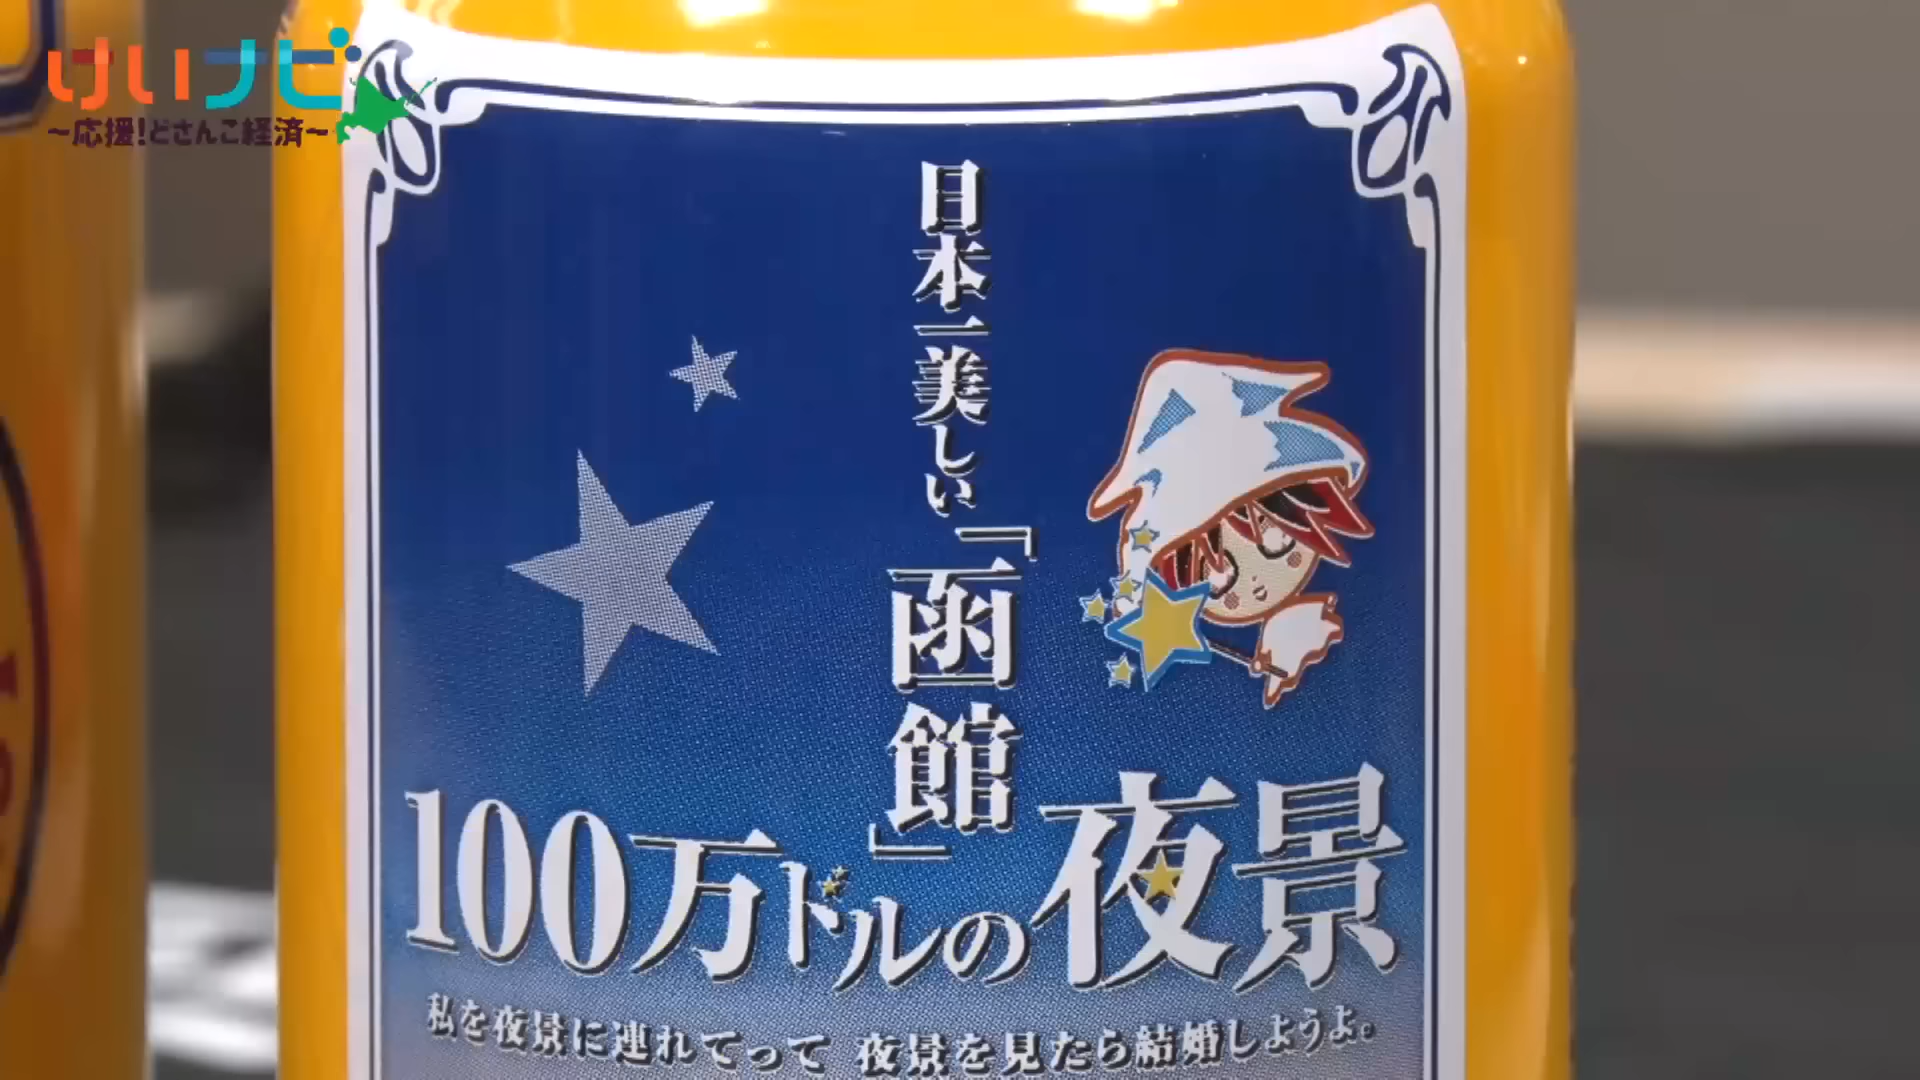 けいナビ
～応援！どさんこ経済～
日本一美しい
「函館」
100万ドルの夜景
私を夜景に連れてって 夜景を見たら結婚しようよ。